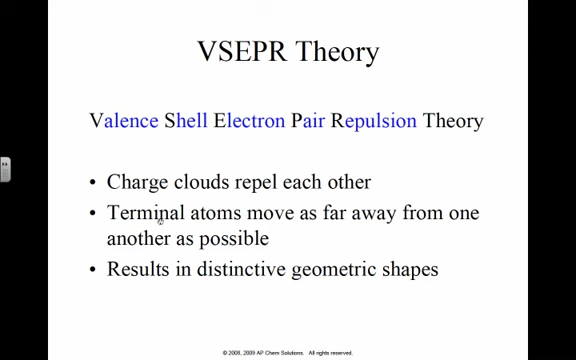 VSEPR Theory
Valence Shell Electron Pair Repulsion Theory
• Charge clouds repel each other
• Terminal atoms move as far away from one
another as possible
• Results in distinctive geometric shapes
© 2008, 2009 AP Chem Solutions. All rights reserved.